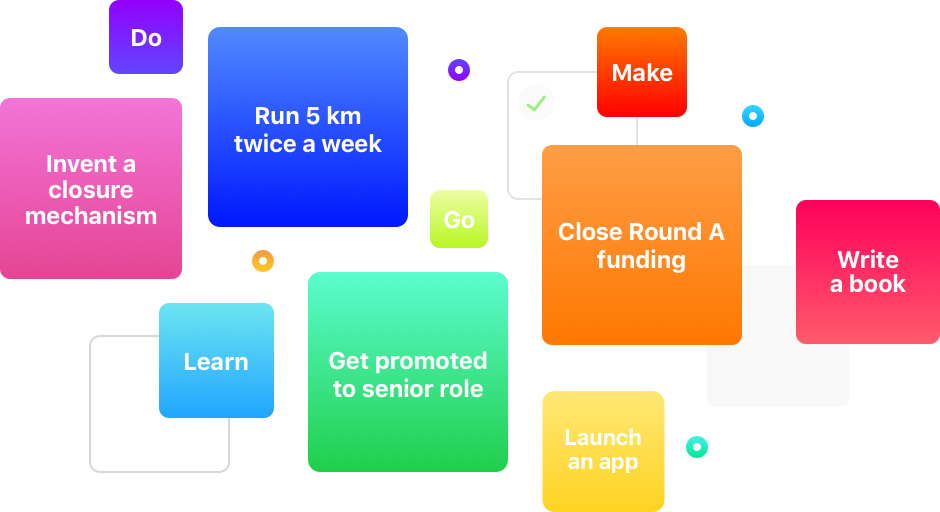 Do
Run 5 km
twice a week
Make
Invent a
closure
mechanism
Go
Close Round A
funding
Write
a book
Learn
Get promoted
to senior role
Launch
an app